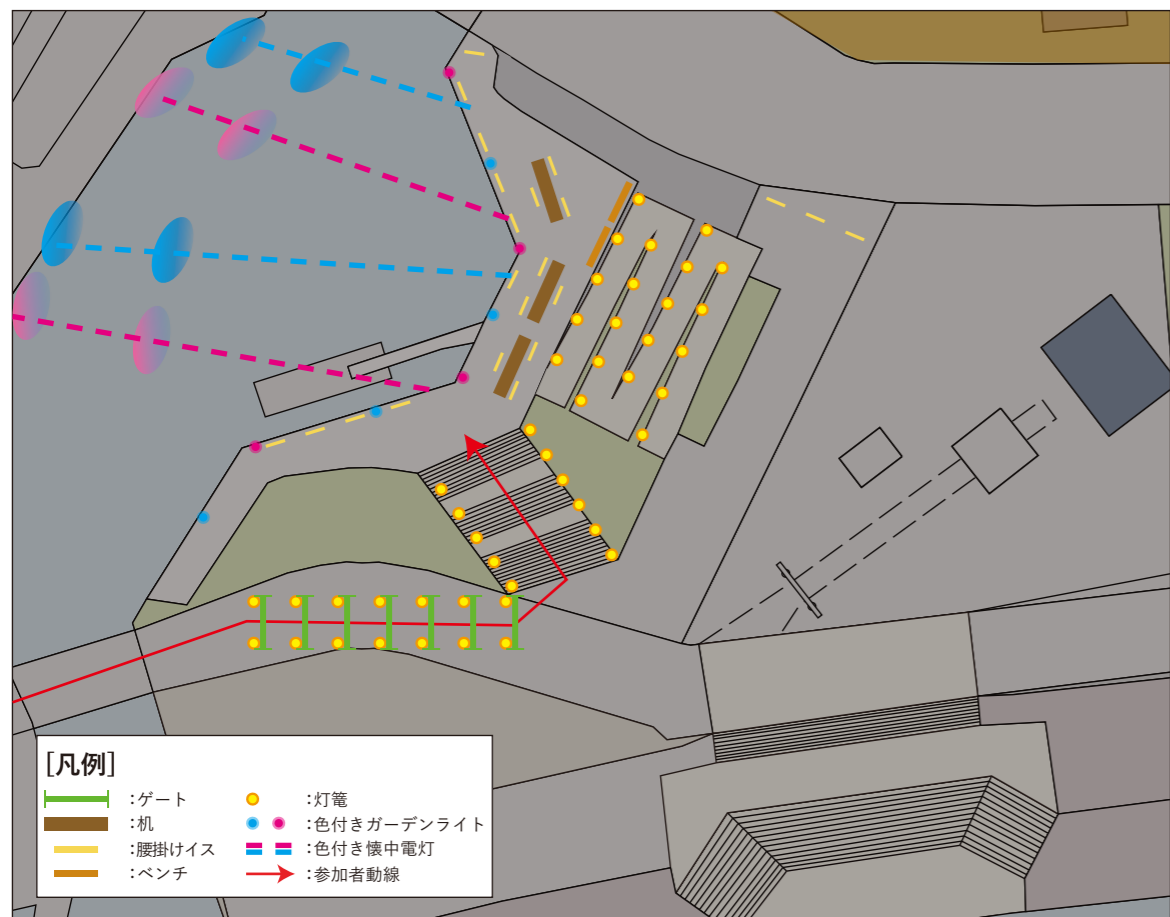 [凡例]
:ゲート
:机
:腰掛けイス
:ベンチ
:灯篭
:色付きガーデンライト
:色付き懐中電灯
:参加者動線